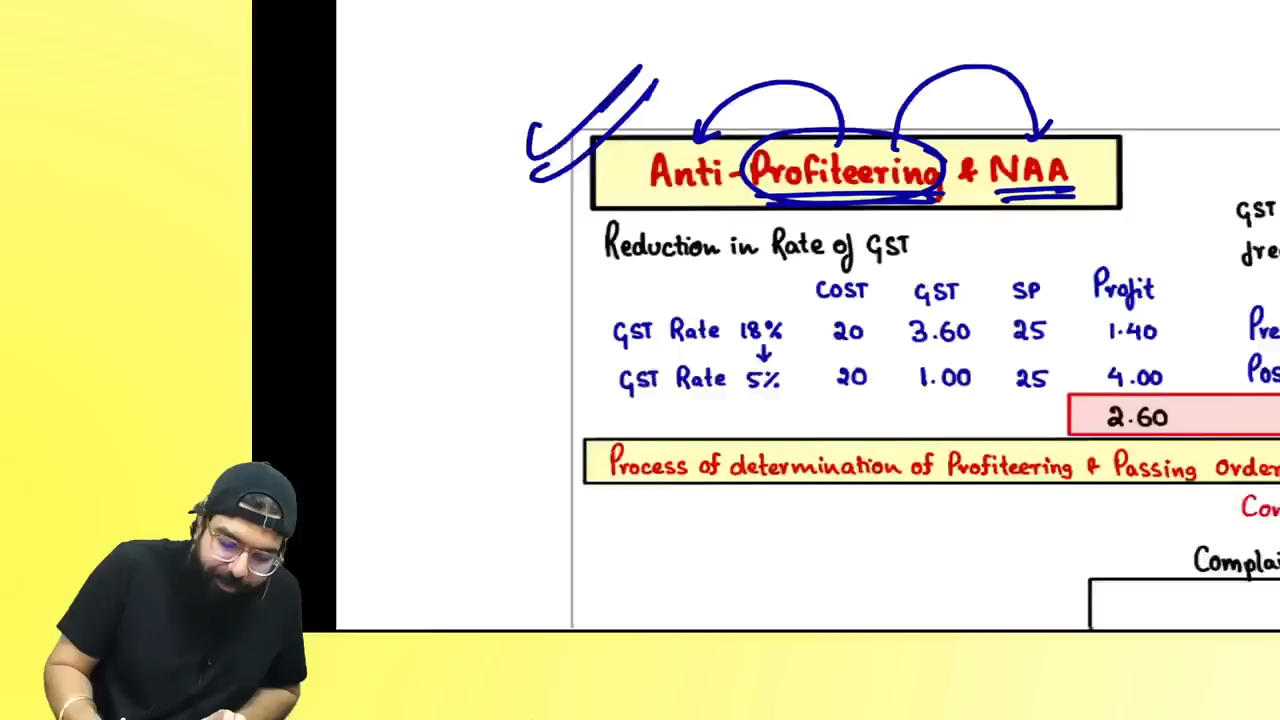 Anti-Profiteering & NAA
Reduction in Rate of GST
GST
COST GST SP Profit
GST Rate 18% 20 3.60 25 1.40
↓
GST Rate 5% 20 1.00 25 4.00
2.60
Process of determination of Profiteering & Passing Order